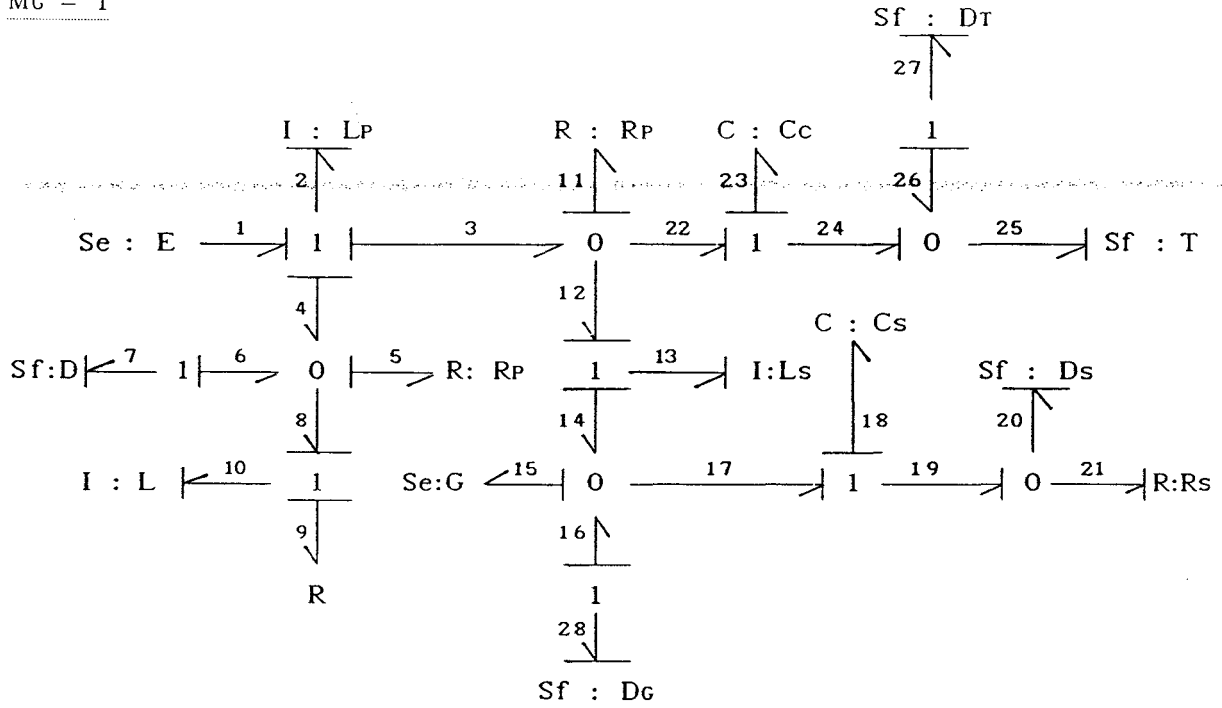 MG - 1
Sf : DT
27
1
I : LP
R : RP
C : Cc
2
11
23
26
Se : E
1
1
3
0
22
1
24
0
25
Sf : T
4
12
C : Cs
Sf:D
7
1
6
0
5
R: RP
1
13
I:Ls
Sf : Ds
8
14
18
20
I : L
10
1
Se:G
15
0
17
1
19
0
21
R:Rs
9
16
R
1
28
Sf : DG